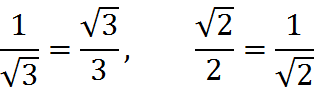 1/√3 = √3/3, √2/2 = 1/√2